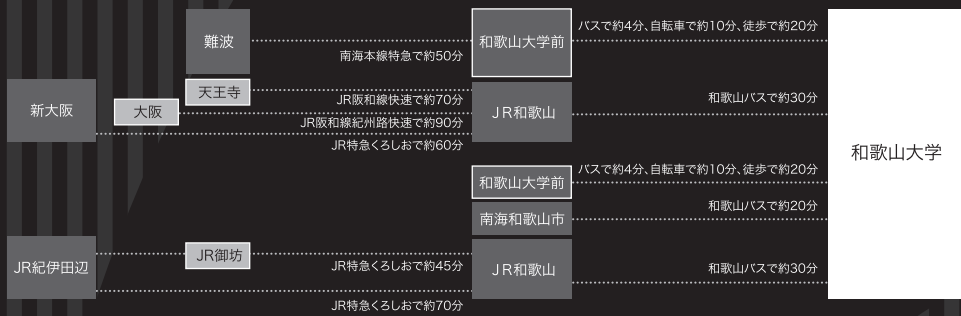 難波
和歌山大学前
バスで約4分、自転車で約10分、徒歩で約20分
南海本線特急で約50分
新大阪
天王寺
大阪
JR阪和線快速で約70分
JR和歌山
和歌山バスで約30分
JR阪和線紀州路快速で約90分
JR特急くろしおで約60分
和歌山大学
和歌山大学前
バスで約4分、自転車で約10分、徒歩で約20分
南海和歌山市
和歌山バスで約20分
JR紀伊田辺
JR御坊
JR特急くろしおで約45分
JR和歌山
和歌山バスで約30分
JR特急くろしおで約70分